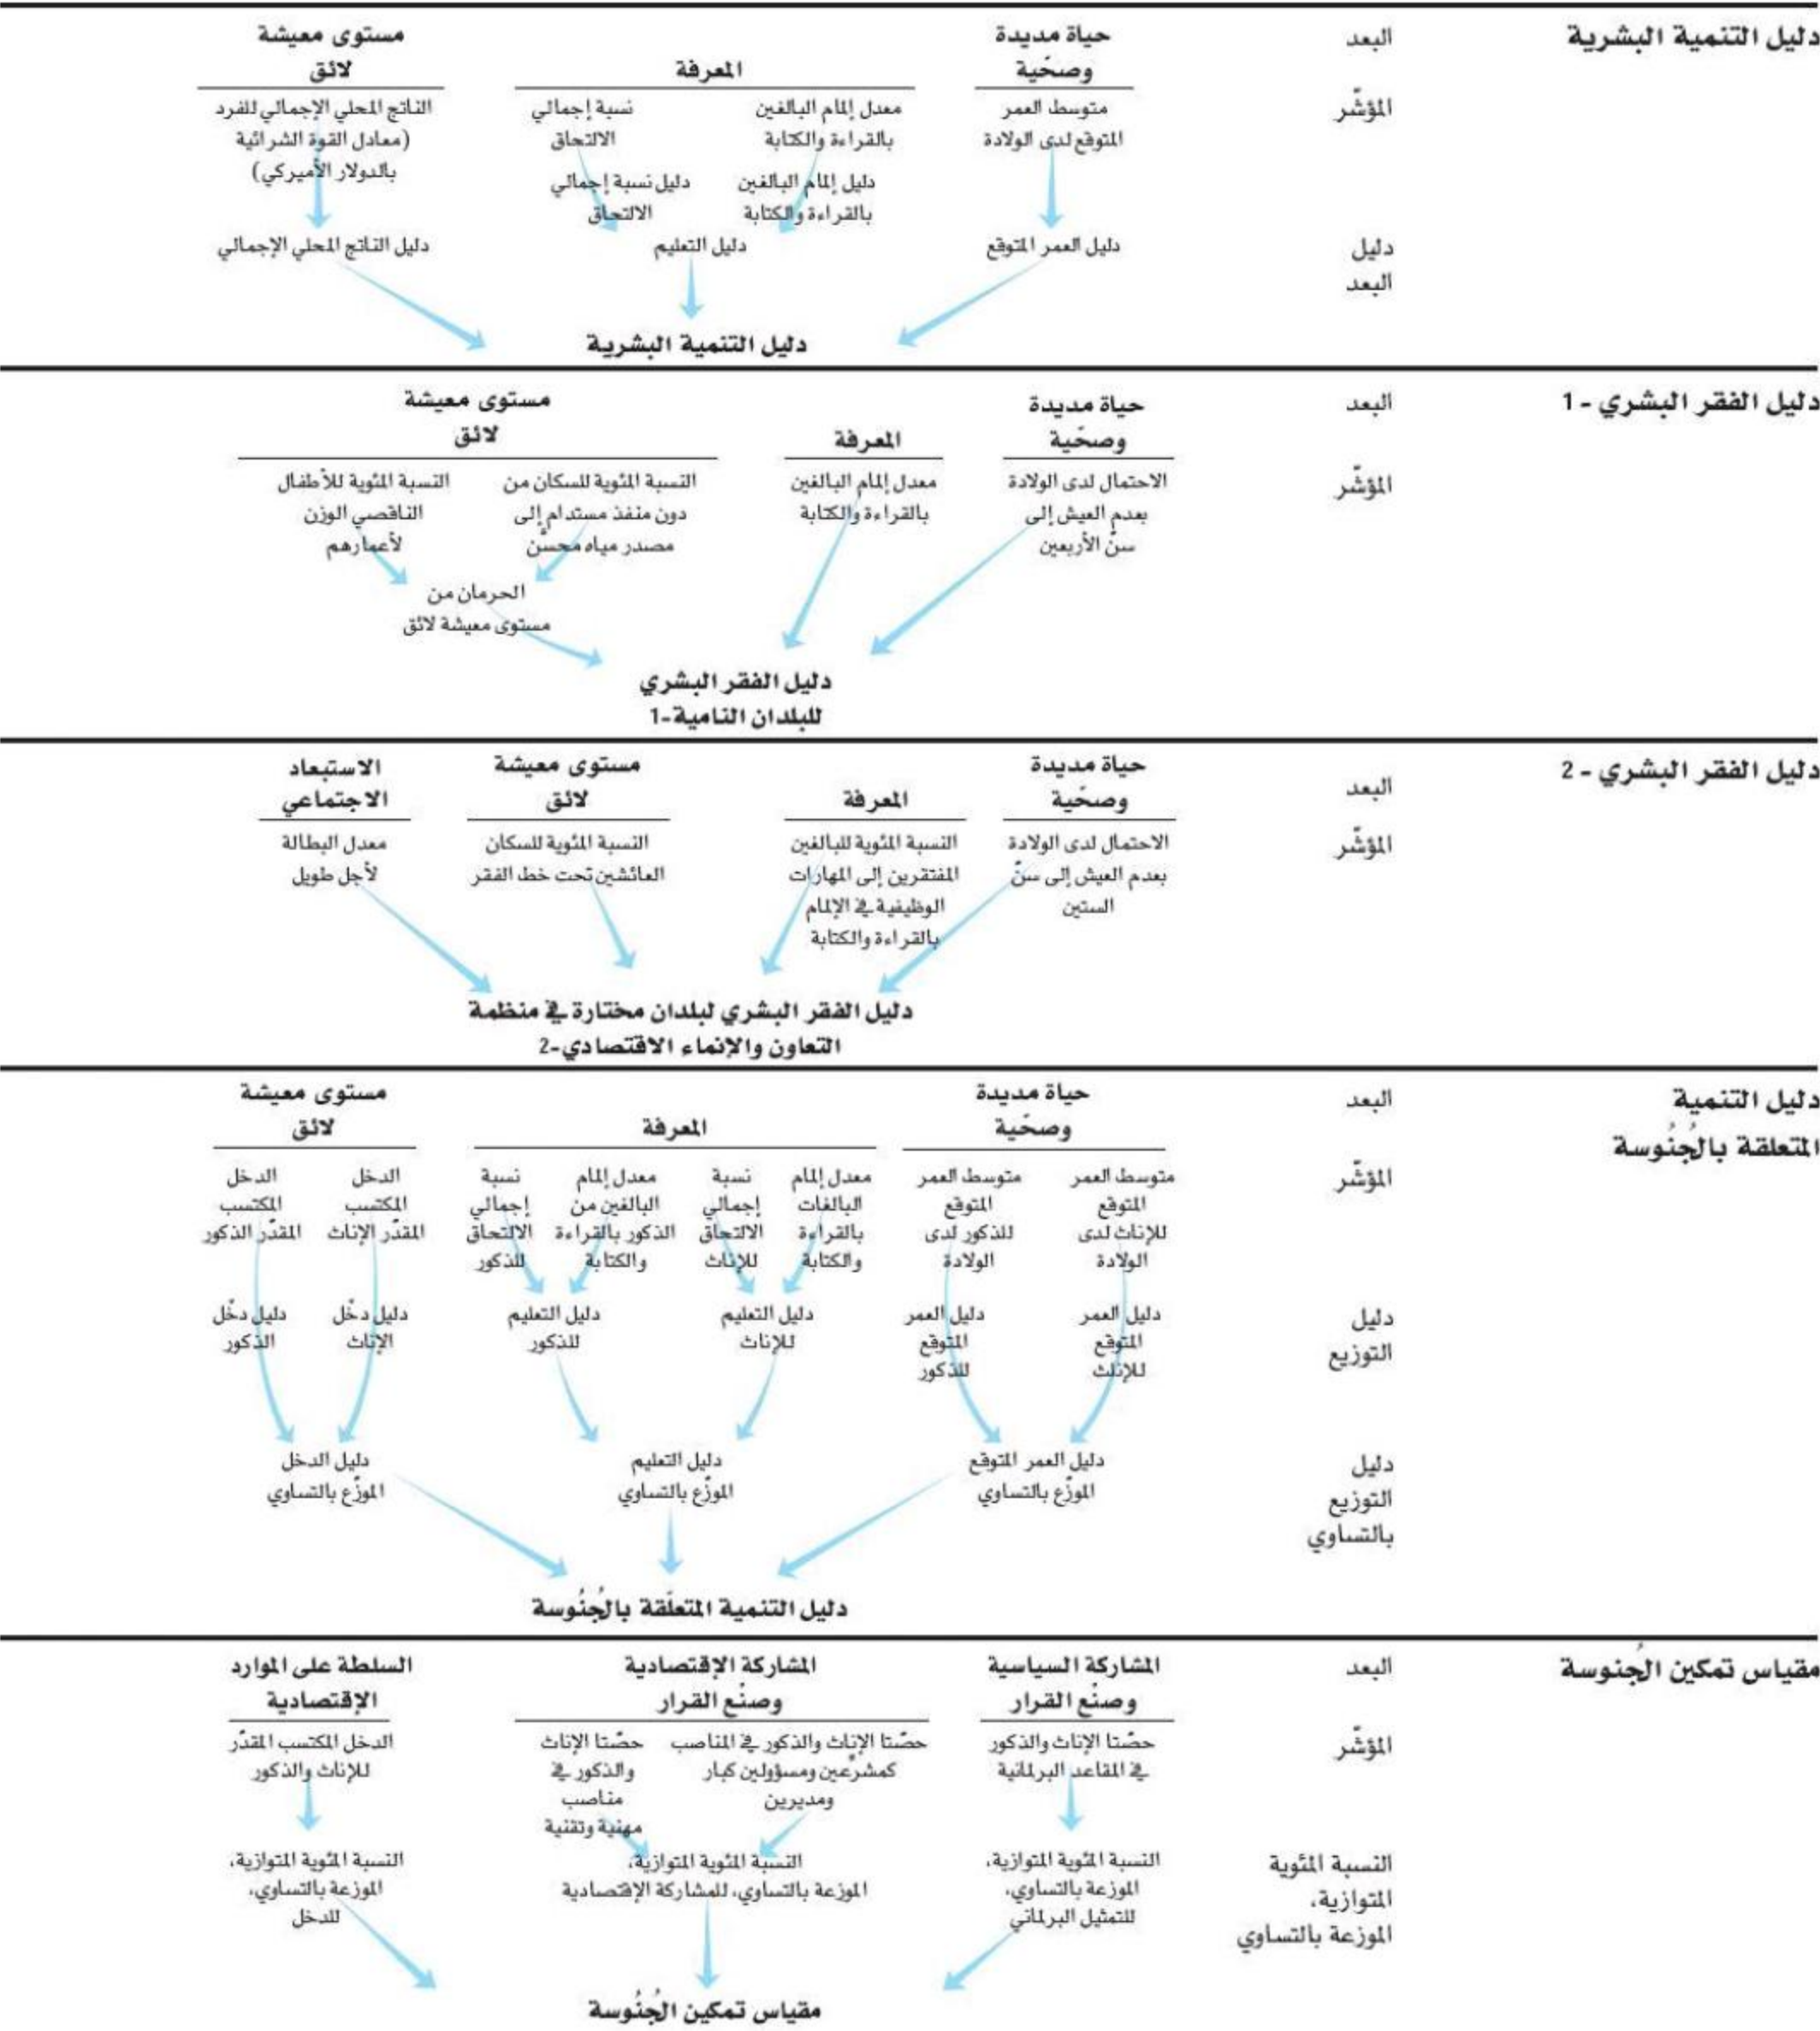 دليل التنمية البشرية
البعد
حياة مديدة
وصحّية
المعرفة
مستوى معيشة
لائق
المؤشّر
متوسط العمر
المتوقع لدى الولادة
معدل إلمام البالغين
بالقراءة والكتابة
نسبة إجمالي
الالتحاق
الناتج المحلي الإجمالي للفرد
(معادل القوة الشرائية
بالدولار الأميركي)
دليل إلمام البالغين
بالقراءة والكتابة
دليل نسبة إجمالي
الالتحاق
دليل
البعد
دليل العمر المتوقع
دليل التعليم
دليل الناتج المحلي الإجمالي
دليل التنمية البشرية
دليل الفقر البشري - 1
البعد
حياة مديدة
وصحّية
المعرفة
مستوى معيشة
لائق
المؤشّر
الاحتمال لدى الولادة
بعدم العيش إلى
سنّ الأربعين
معدل إلمام البالغين
بالقراءة والكتابة
النسبة المئوية للسكان من
دون منفذ مستدام إلى
مصدر مياه محسّن
النسبة المئوية للأطفال
الناقصي الوزن
لأعمارهم
الحرمان من
مستوى معيشة لائق
دليل الفقر البشري
للبلدان النامية-1
دليل الفقر البشري - 2
البعد
حياة مديدة
وصحّية
المعرفة
مستوى معيشة
لائق
الاستبعاد
الاجتماعي
المؤشّر
الاحتمال لدى الولادة
بعدم العيش إلى سنّ
الستين
النسبة المئوية للبالغين
المفتقرين إلى المهارات
الوظيفية في الإلمام
بالقراءة والكتابة
النسبة المئوية للسكان
العائشين تحت خط الفقر
معدل البطالة
لأجل طويل
دليل الفقر البشري لبلدان مختارة في منظمة
التعاون والإنماء الاقتصادي-2
دليل التنمية
المتعلقة بالجُنُوسة
البعد
حياة مديدة
وصحّية
المعرفة
مستوى معيشة
لائق
المؤشّر
متوسط العمر
المتوقع
للإناث لدى
الولادة
متوسط العمر
المتوقع
للذكور لدى
الولادة
معدل إلمام
البالغات
بالقراءة
والكتابة
نسبة
إجمالي
الالتحاق
للإناث
معدل إلمام
البالغين من
الذكور بالقراءة
والكتابة
نسبة
إجمالي
الالتحاق
للذكور
الدخل
المكتسب
المقدّر الإناث
الدخل
المكتسب
المقدّر الذكور
دليل
التوزيع
دليل العمر
المتوقع
للإناث
دليل العمر
المتوقع
للذكور
دليل التعليم
للإناث
دليل التعليم
للذكور
دليل دخّل
الإناث
دليل دخّل
الذكور
دليل
التوزيع
بالتساوي
دليل العمر المتوقع
الموزّع بالتساوي
دليل التعليم
الموزّع بالتساوي
دليل الدخل
الموزّع بالتساوي
دليل التنمية المتعلّقة بالجُنُوسة
مقياس تمكين الجُنوسة
البعد
المشاركة السياسية
وصنْع القرار
المشاركة الإقتصادية
وصنْع القرار
السلطة على الموارد
الإقتصادية
المؤشّر
حصّتا الإناث والذكور
في المقاعد البرلمانية
حصّتا الإناث والذكور في المناصب
كمشرّعين ومسؤولين كبار
ومديرين
حصّتا الإناث
والذكور في
مناصب
مهنية وتقنية
الدخل المكتسب المقدّر
للإناث والذكور
النسبة المئوية
المتوازية،
الموزعة بالتساوي
النسبة المئوية المتوازية،
الموزعة بالتساوي،
للتمثيل البرلماني
النسبة المئوية المتوازية،
الموزعة بالتساوي، للمشاركة الإقتصادية
النسبة المئوية المتوازية،
الموزعة بالتساوي،
للدخل
مقياس تمكين الجُنُوسة